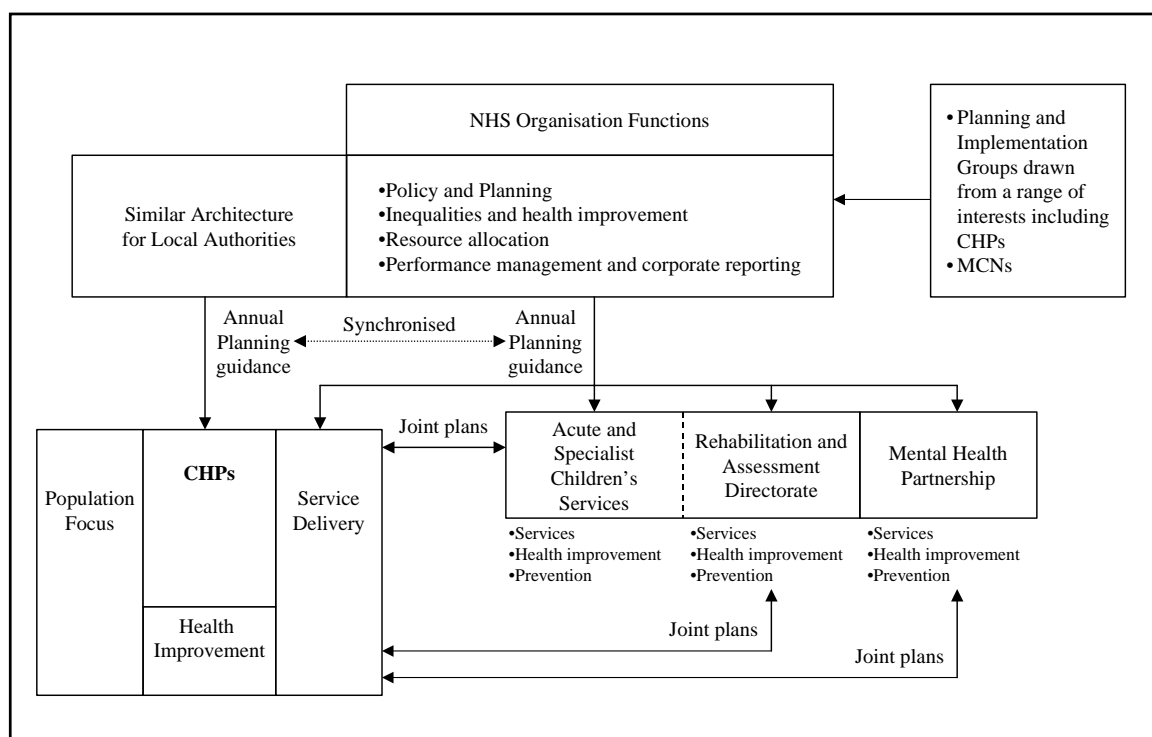 NHS Organisation Functions
•Planning and
Implementation
Groups drawn
from a range of
interests including
CHPs
•MCNs
Similar Architecture
for Local Authorities
•Policy and Planning
•Inequalities and health improvement
•Resource allocation
•Performance management and corporate reporting
Annual
Planning
guidance
Synchronised
Annual
Planning
guidance
Population
Focus
CHPs
Health
Improvement
Service
Delivery
Joint plans
Acute and
Specialist
Children’s
Services
Rehabilitation and
Assessment
Directorate
Mental Health
Partnership
•Services
•Health improvement
•Prevention
•Services
•Health improvement
•Prevention
•Services
•Health improvement
•Prevention
Joint plans
Joint plans